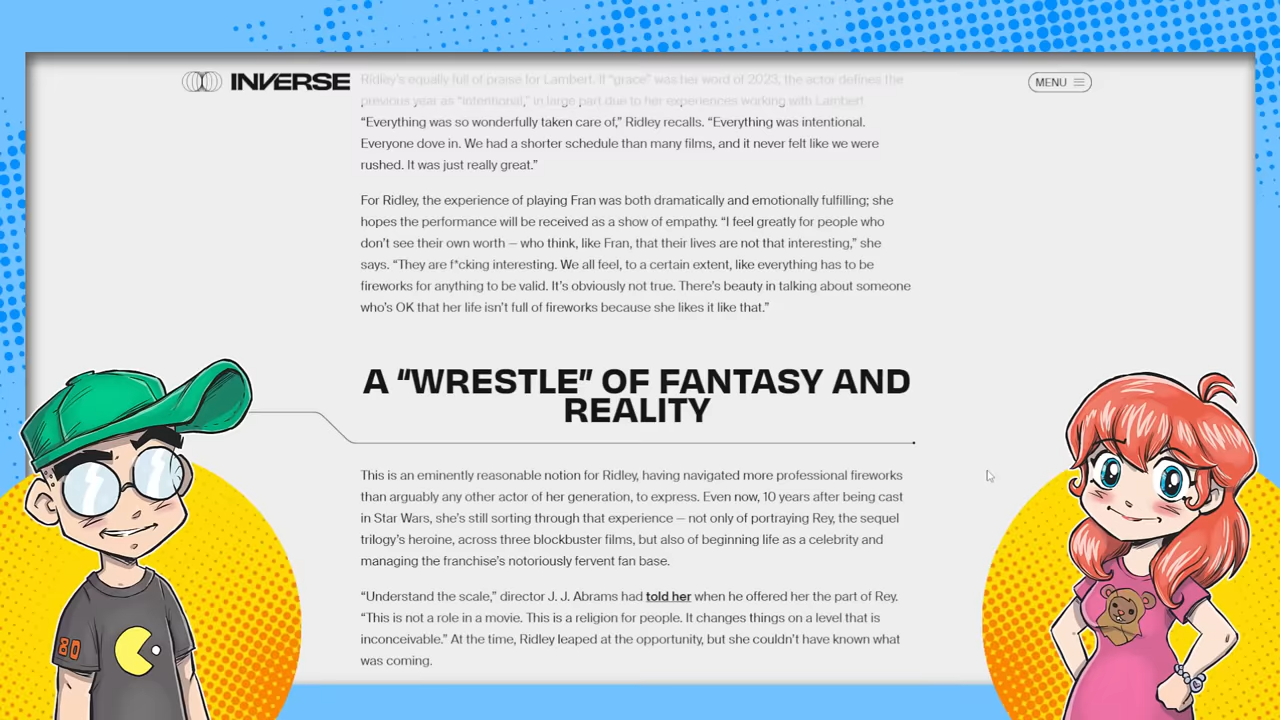 INVERSE
MENU
Ridley's equally full of praise for Lambert. If “grace” was her word of 2023, the actor defines the
previous year as “intentional,” in large part due to her experiences working with Lambert
“Everything was so wonderfully taken care of,” Ridley recalls. “Everything was intentional.
Everyone dove in. We had a shorter schedule than many films, and it never felt like we were
rushed. It was just really great.”
For Ridley, the experience of playing Fran was both dramatically and emotionally fulfilling; she
hopes the performance will be received as a show of empathy. “I feel greatly for people who
don’t see their own worth — who think, like Fran, that their lives are not that interesting,” she
says. “They are f*cking interesting. We all feel, to a certain extent, like everything has to be
fireworks for anything to be valid. It’s obviously not true. There’s beauty in talking about someone
who’s OK that her life isn’t full of fireworks because she likes it like that.”
A “WRESTLE” OF FANTASY AND
REALITY
This is an eminently reasonable notion for Ridley, having navigated more professional fireworks
than arguably any other actor of her generation, to express. Even now, 10 years after being cast
in Star Wars, she’s still sorting through that experience — not only of portraying Rey, the sequel
trilogy’s heroine, across three blockbuster films, but also of beginning life as a celebrity and
managing the franchise’s notoriously fervent fan base.
“Understand the scale,” director J. J. Abrams had told her when he offered her the part of Rey.
“This is not a role in a movie. This is a religion for people. It changes things on a level that is
inconceivable.” At the time, Ridley leaped at the opportunity, but she couldn’t have known what
was coming.
80